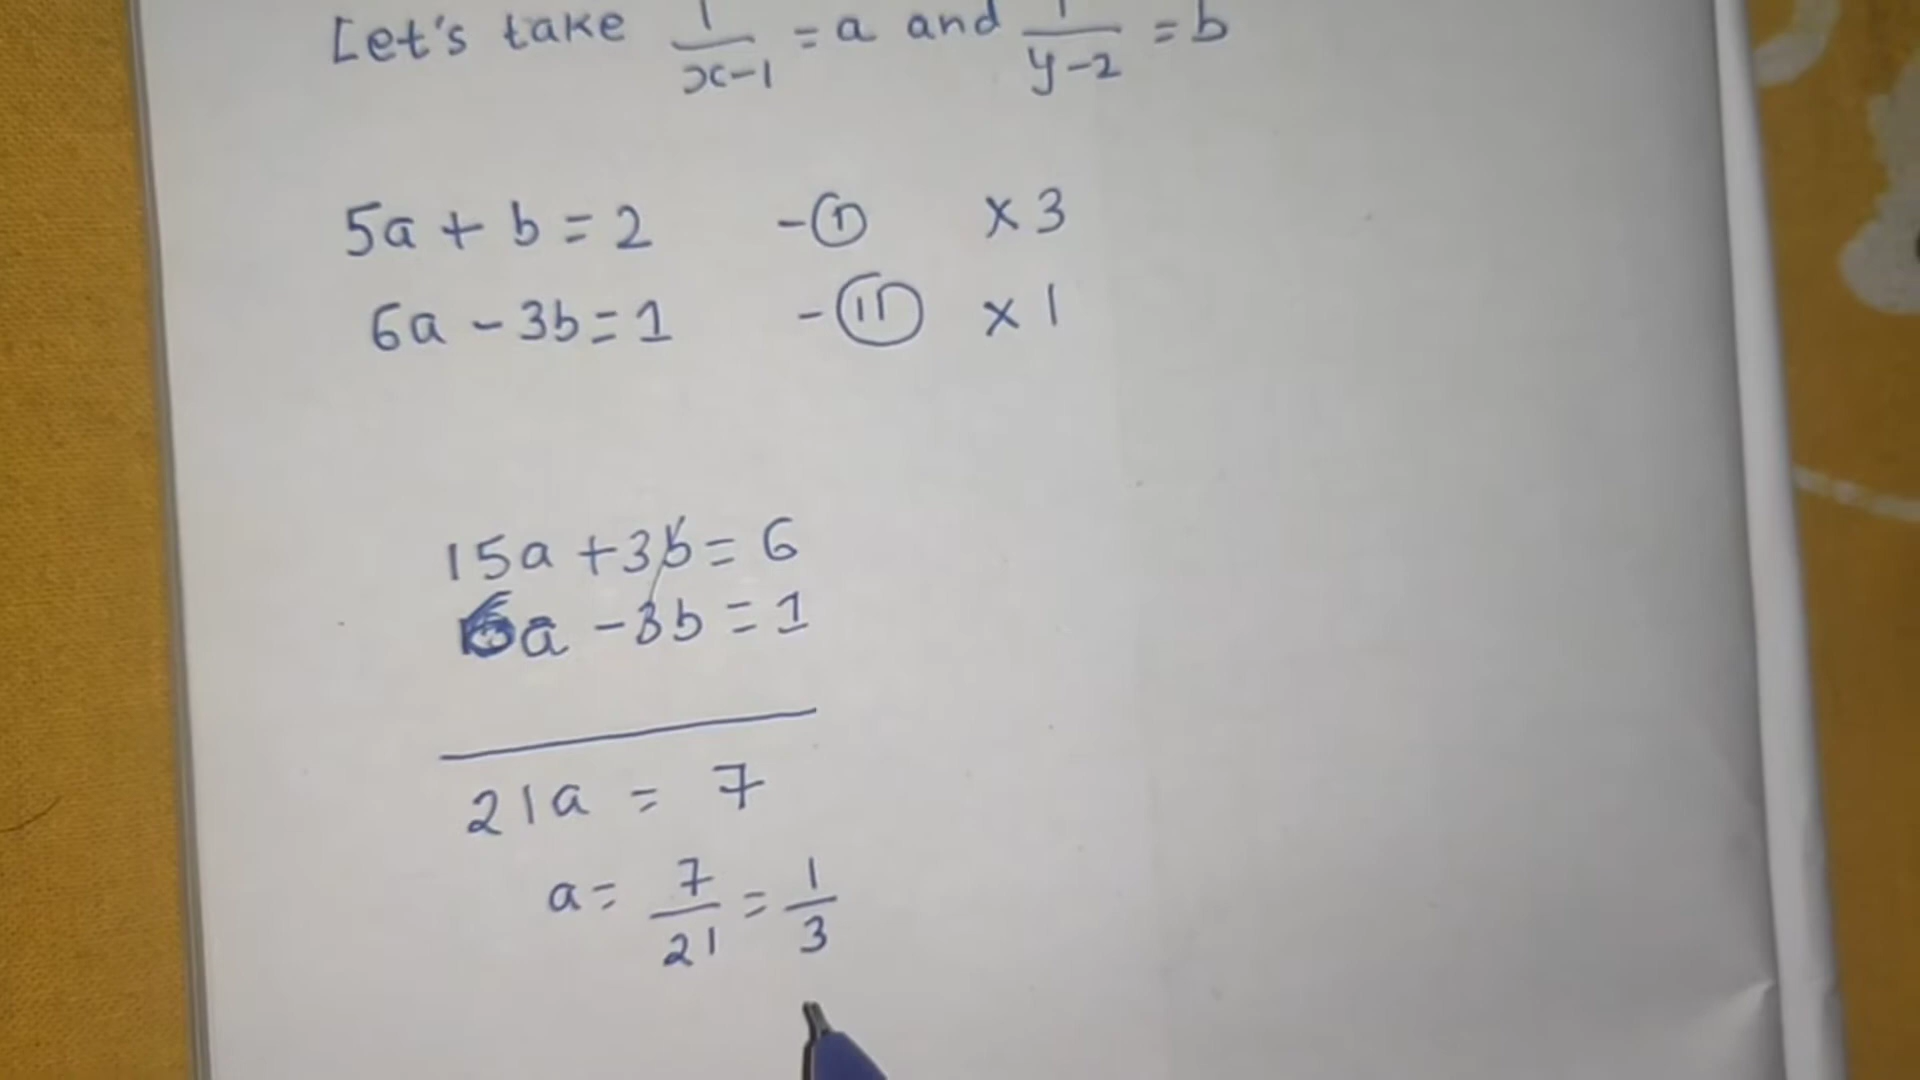 Let's take 1/(x-1) = a and 1/(y-2) = b
5a + b = 2 - (I) × 3
6a - 3b = 1 - (II) × 1
15a + 3b = 6
6a - 3b = 1
21a = 7
a = 7/21 = 1/3